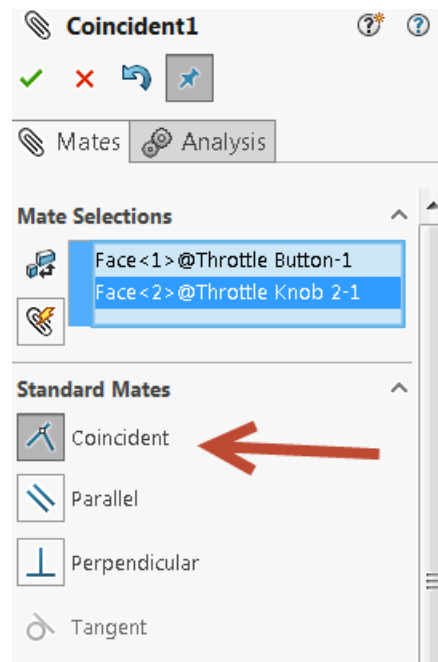 Coincident1
Mates Analysis
Mate Selections
Face<1>@Throttle Button-1
Face<2>@Throttle Knob 2-1
Standard Mates
Coincident
Parallel
Perpendicular
Tangent